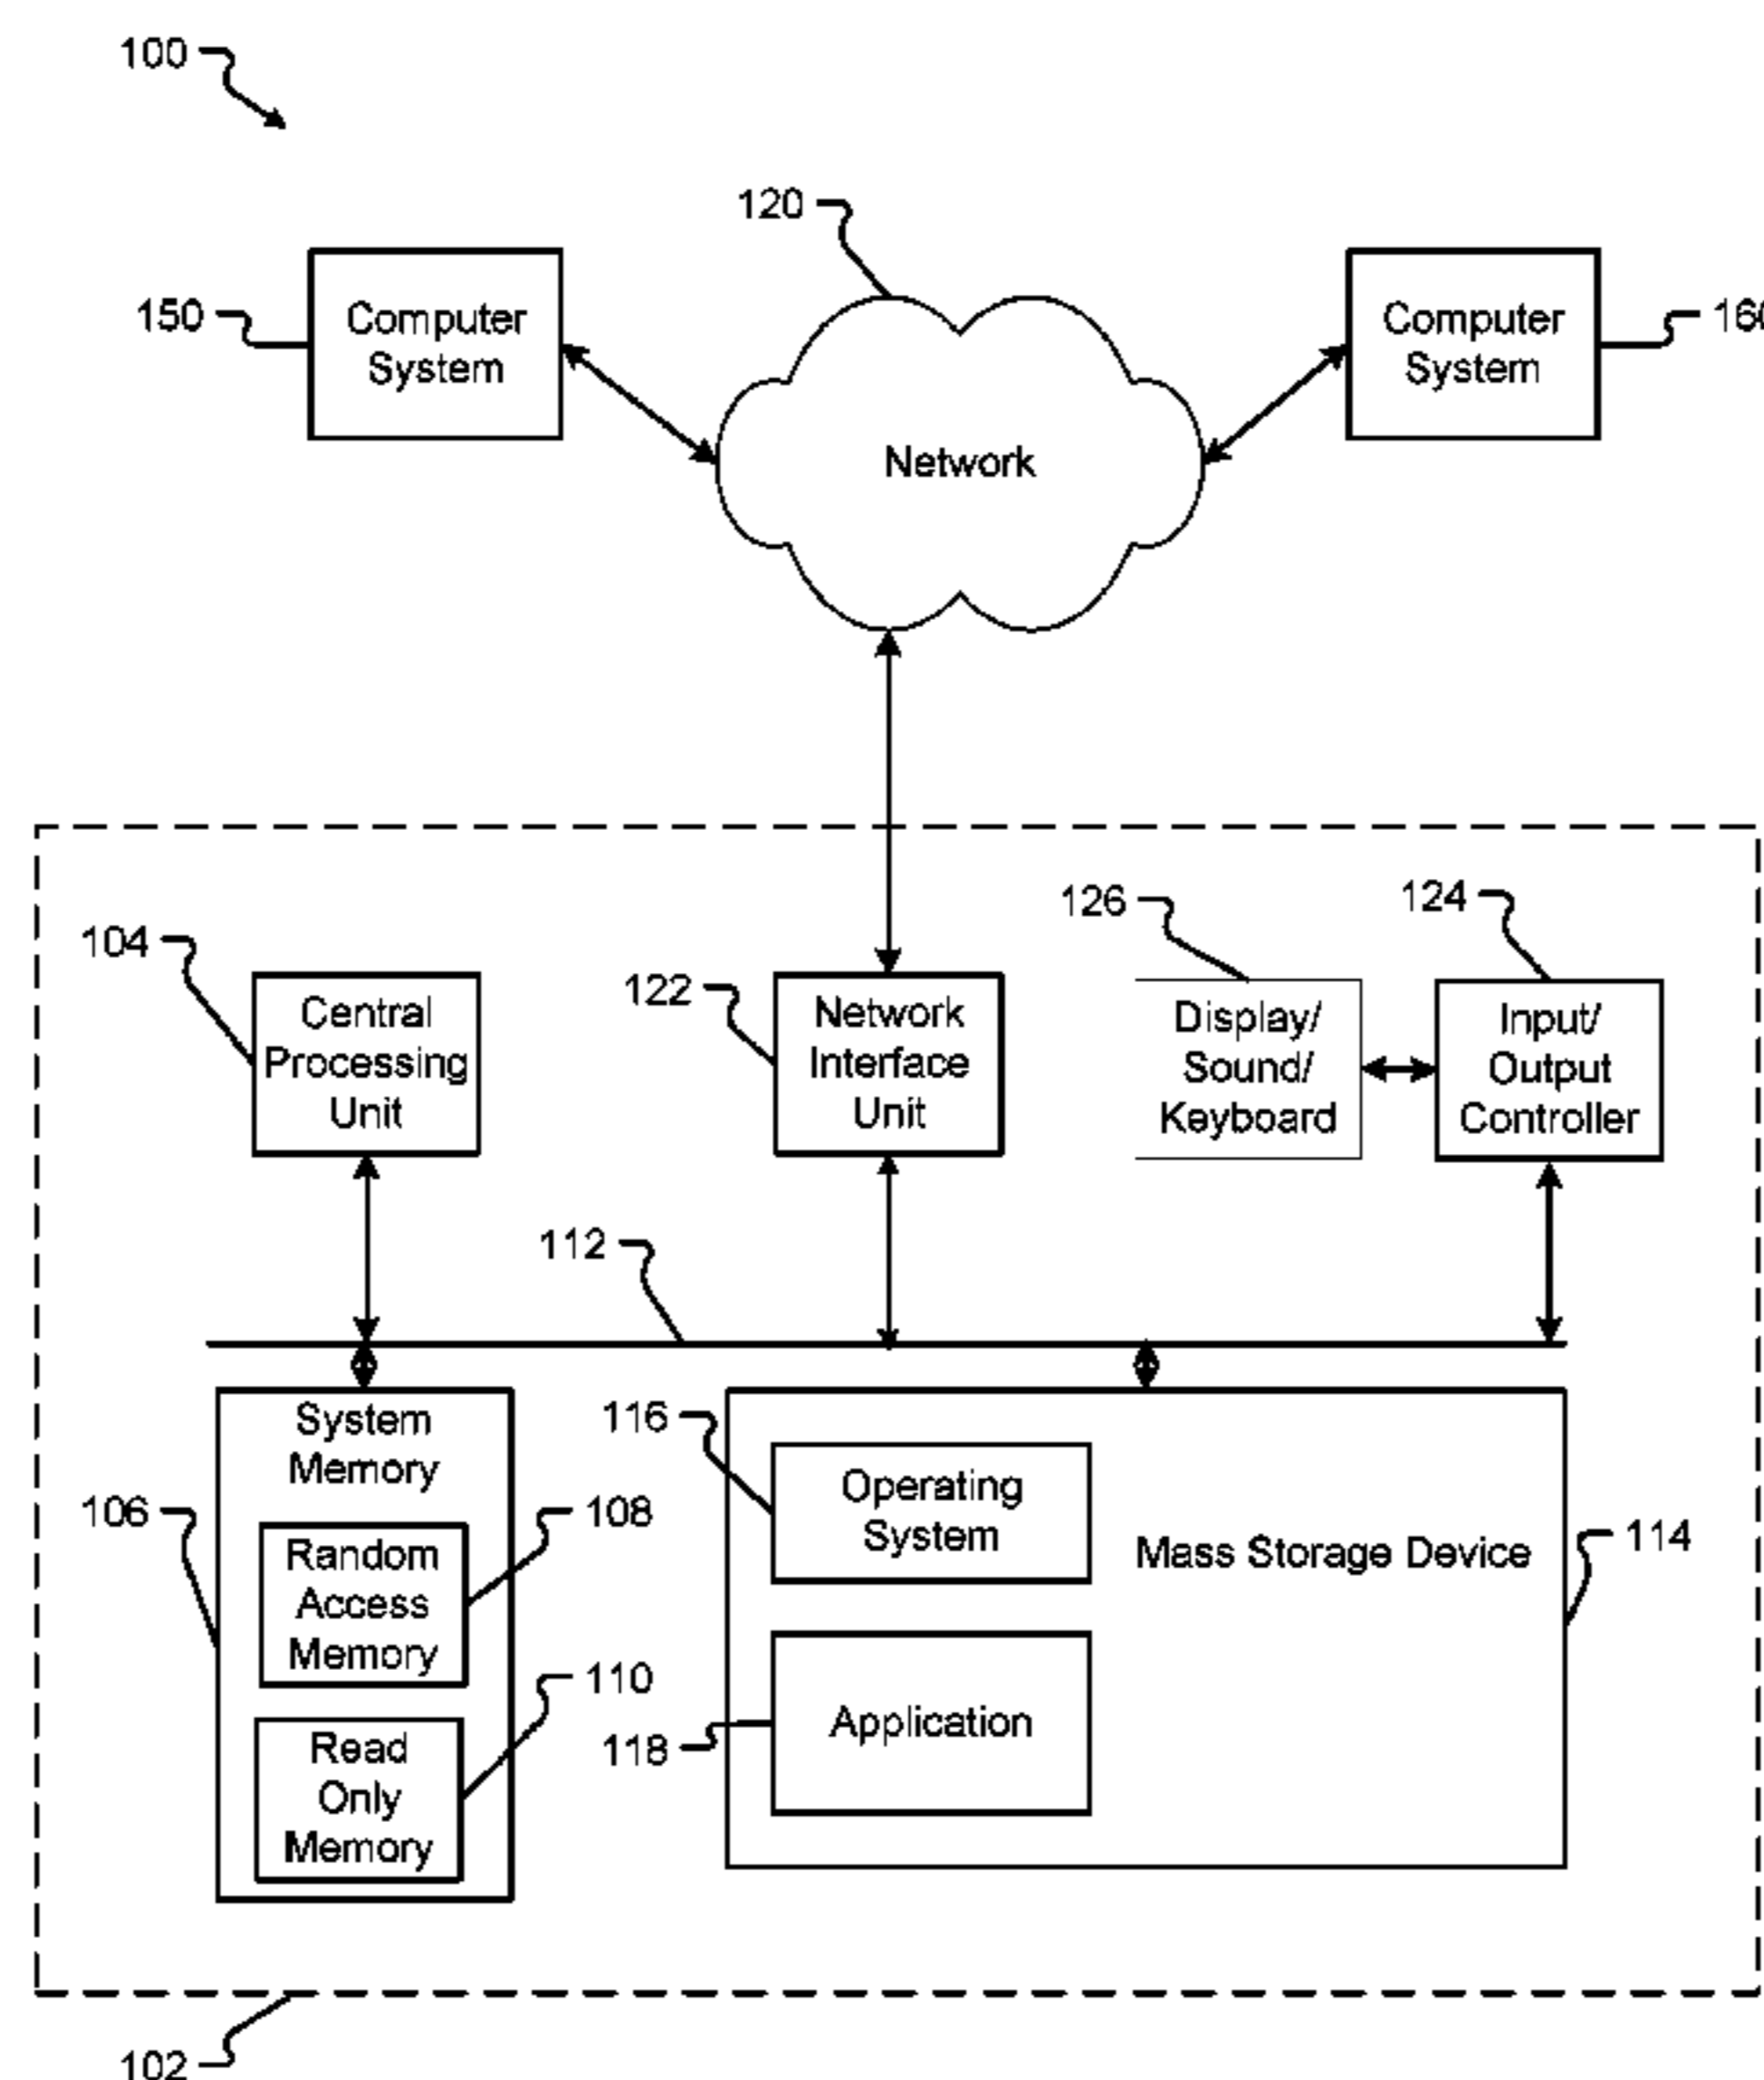 100
120
150
Computer
System
Network
Computer
System
160
126
124
104
Central
Processing
Unit
122
Network
Interface
Unit
Display/
Sound/
Keyboard
Input/
Output
Controller
112
System
Memory
106
Random
Access
Memory
108
Read
Only
Memory
110
116
Operating
System
Mass Storage Device
114
118
Application
102